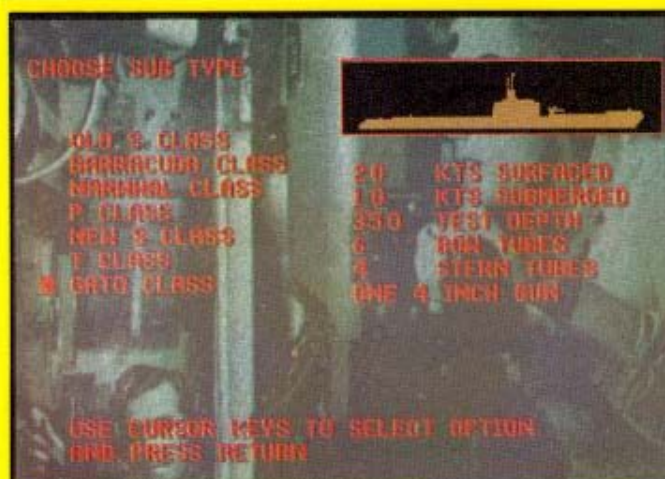 CHOOSE SUB TYPE
OLD S CLASS
BARRACUDA CLASS
NARWHAL CLASS
P CLASS
NEW S CLASS
T CLASS
GATO CLASS
20 KTS SURFACED
10 KTS SUBMERGED
350 TEST DEPTH
6 BOW TUBES
4 STERN TUBES
ONE 4 INCH GUN
USE CURSOR KEYS TO SELECT OPTION
AND PRESS RETURN